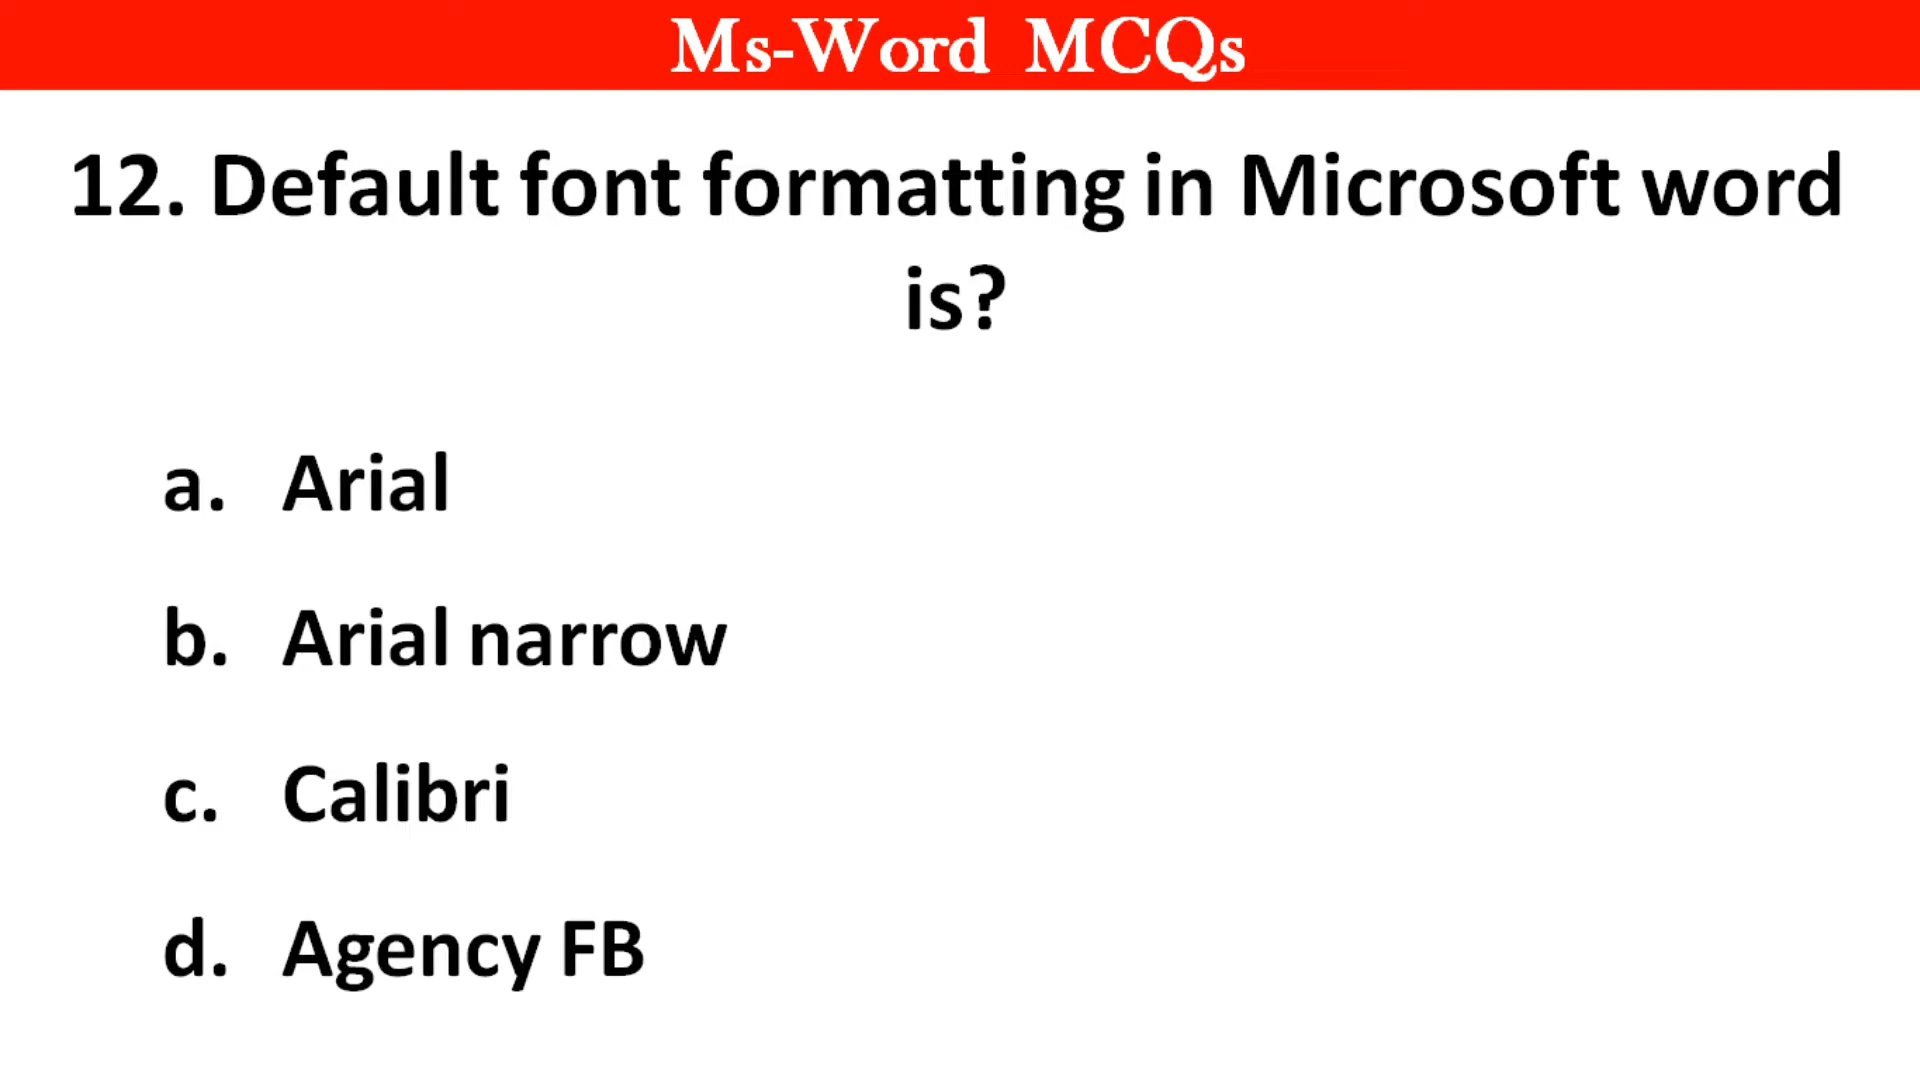 Ms-Word MCQs
12. Default font formatting in Microsoft word
is?
a. Arial
b. Arial narrow
c. Calibri
d. Agency FB